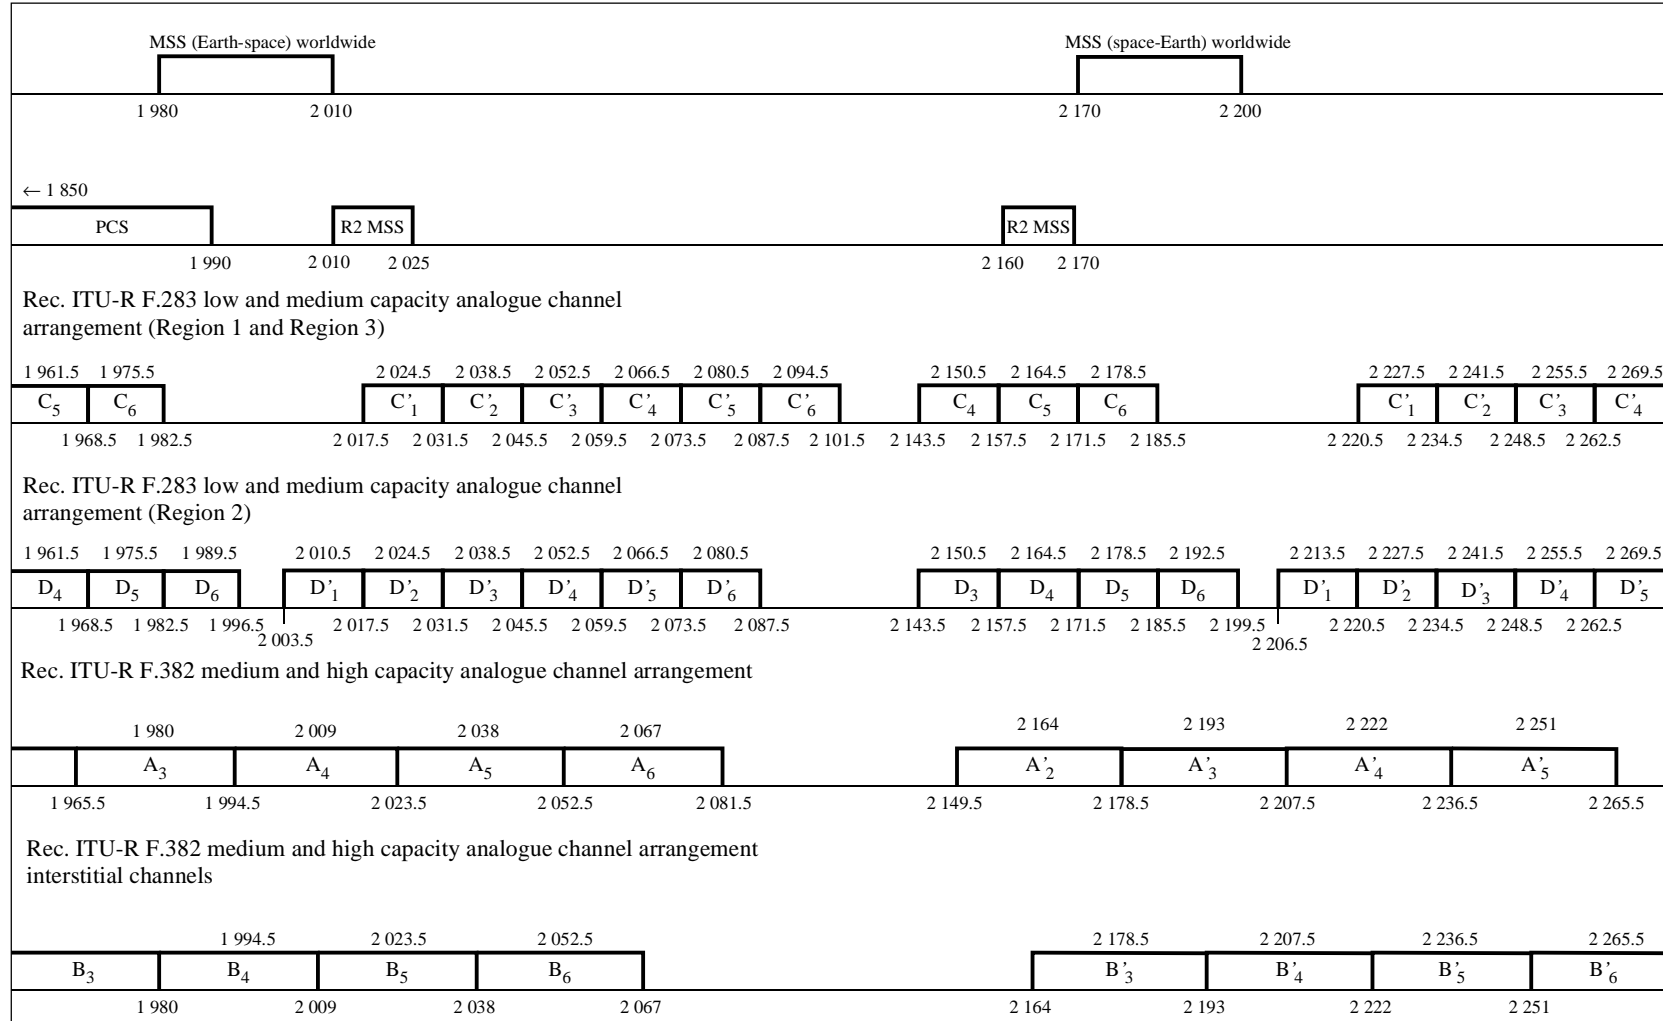 MSS (Earth-space) worldwide MSS (space-Earth) worldwide
1 980 2 010 2 170 2 200
← 1 850
PCS R2 MSS R2 MSS
1 990 2 010 2 025 2 160 2 170
Rec. ITU-R F.283 low and medium capacity analogue channel
arrangement (Region 1 and Region 3)
1 961.5 1 975.5 2 024.5 2 038.5 2 052.5 2 066.5 2 080.5 2 094.5 2 150.5 2 164.5 2 178.5 2 227.5 2 241.5 2 255.5 2 269.5
C5 C6 C'1 C'2 C'3 C'4 C'5 C'6 C4 C5 C6 C'1 C'2 C'3 C'4
1 968.5 1 982.5 2 017.5 2 031.5 2 045.5 2 059.5 2 073.5 2 087.5 2 101.5 2 143.5 2 157.5 2 171.5 2 185.5 2 220.5 2 234.5 2 248.5 2 262.5
Rec. ITU-R F.283 low and medium capacity analogue channel
arrangement (Region 2)
1 961.5 1 975.5 1 989.5 2 010.5 2 024.5 2 038.5 2 052.5 2 066.5 2 080.5 2 150.5 2 164.5 2 178.5 2 192.5 2 213.5 2 227.5 2 241.5 2 255.5 2 269.5
D4 D5 D6 D'1 D'2 D'3 D'4 D'5 D'6 D3 D4 D5 D6 D'1 D'2 D'3 D'4 D'5
1 968.5 1 982.5 1 996.5 2 003.5 2 017.5 2 031.5 2 045.5 2 059.5 2 073.5 2 087.5 2 143.5 2 157.5 2 171.5 2 185.5 2 199.5 2 206.5 2 220.5 2 234.5 2 248.5 2 262.5
Rec. ITU-R F.382 medium and high capacity analogue channel arrangement
1 980 2 009 2 038 2 067 2 164 2 193 2 222 2 251
A3 A4 A5 A6 A'2 A'3 A'4 A'5
1 965.5 1 994.5 2 023.5 2 052.5 2 081.5 2 149.5 2 178.5 2 207.5 2 236.5 2 265.5
Rec. ITU-R F.382 medium and high capacity analogue channel arrangement
interstitial channels
1 994.5 2 023.5 2 052.5 2 178.5 2 207.5 2 236.5 2 265.5
B3 B4 B5 B6 B'3 B'4 B'5 B'6
1 980 2 009 2 038 2 067 2 164 2 193 2 222 2 251